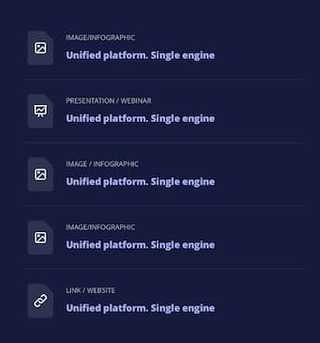 IMAGE/INFOGRAPHIC
Unified platform. Single engine
PRESENTATION / WEBINAR
Unified platform. Single engine
IMAGE / INFOGRAPHIC
Unified platform. Single engine
IMAGE/INFOGRAPHIC
Unified platform. Single engine
LINK / WEBSITE
Unified platform. Single engine